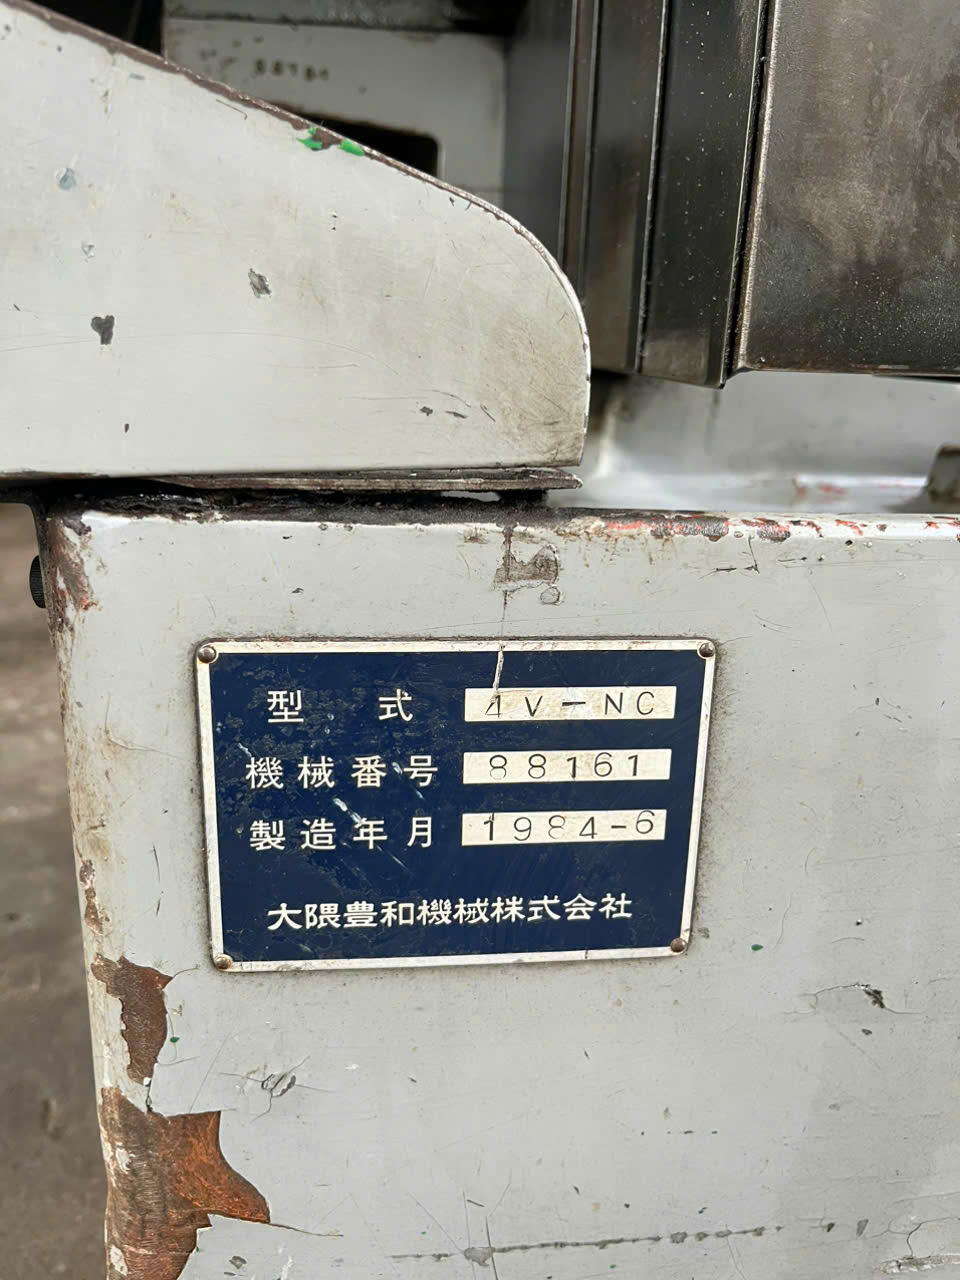 型式 4V-NC
機械番号 88161
製造年月 1984-6
大隈豊和機械株式会社